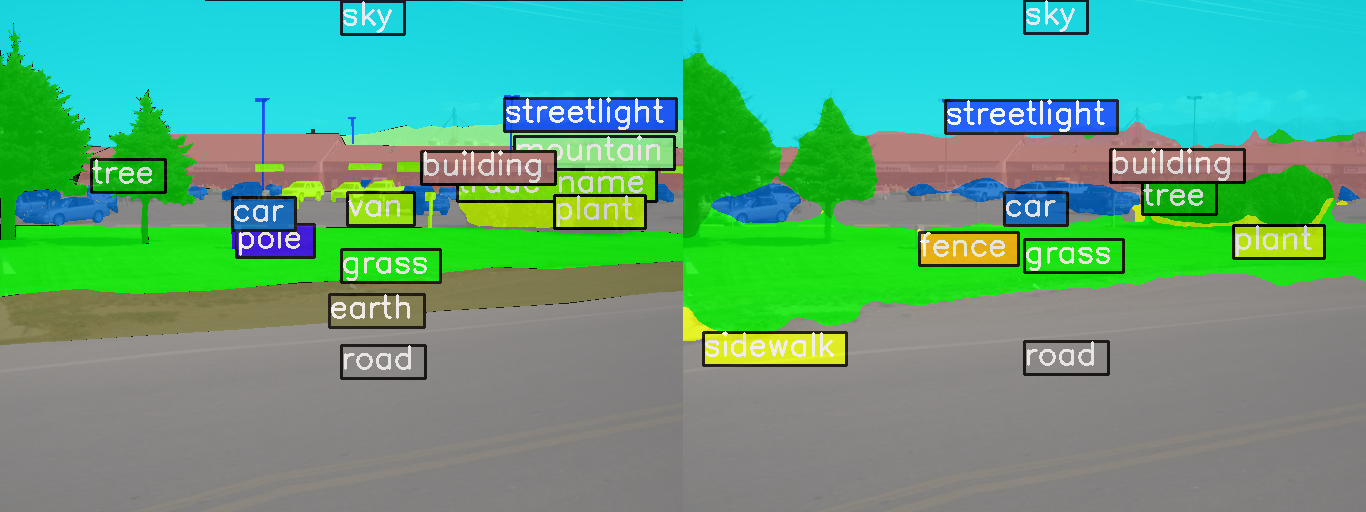 sky
streetlight
mountain
building
tree
trade name
van
plant
car
pole
grass
earth
road
sky
streetlight
building
tree
car
plant
fence
grass
sidewalk
road